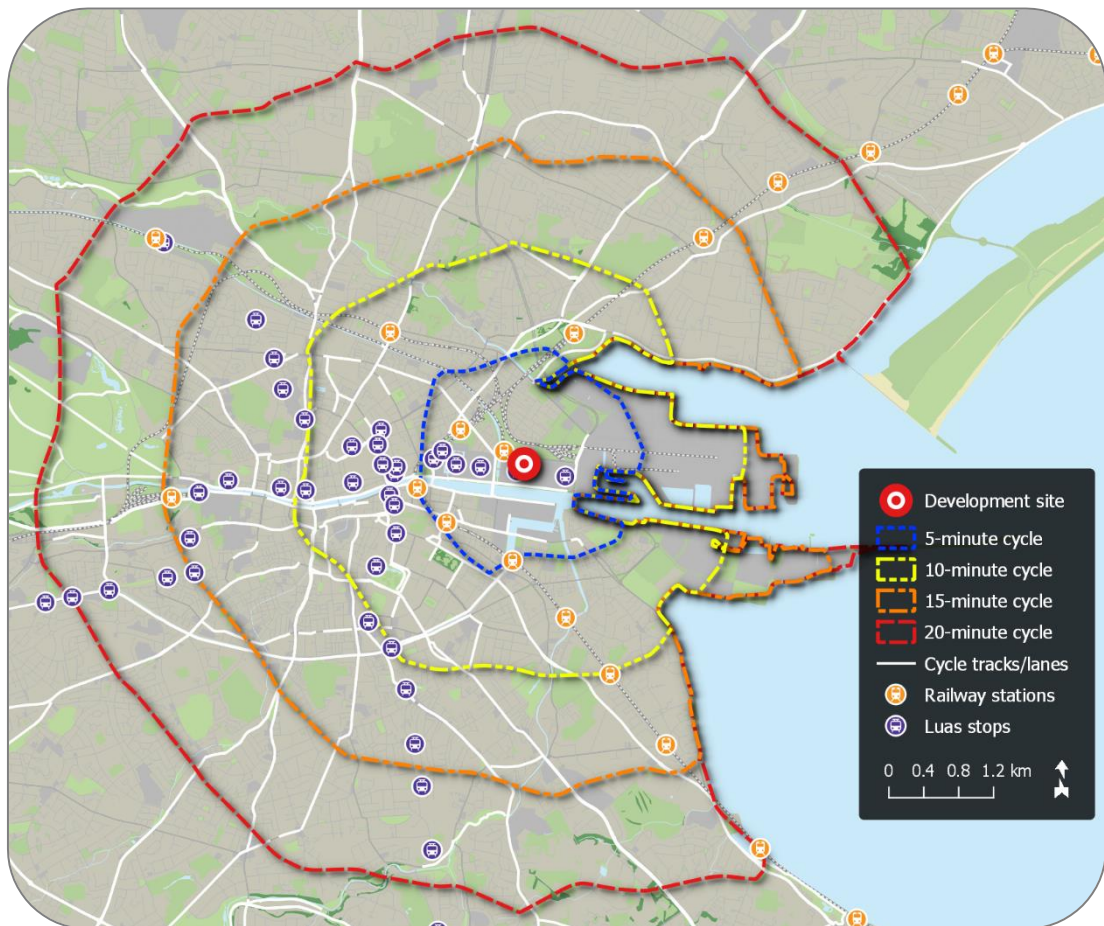 Development site
5-minute cycle
10-minute cycle
15-minute cycle
20-minute cycle
Cycle tracks/lanes
Railway stations
Luas stops
0 0.4 0.8 1.2 km